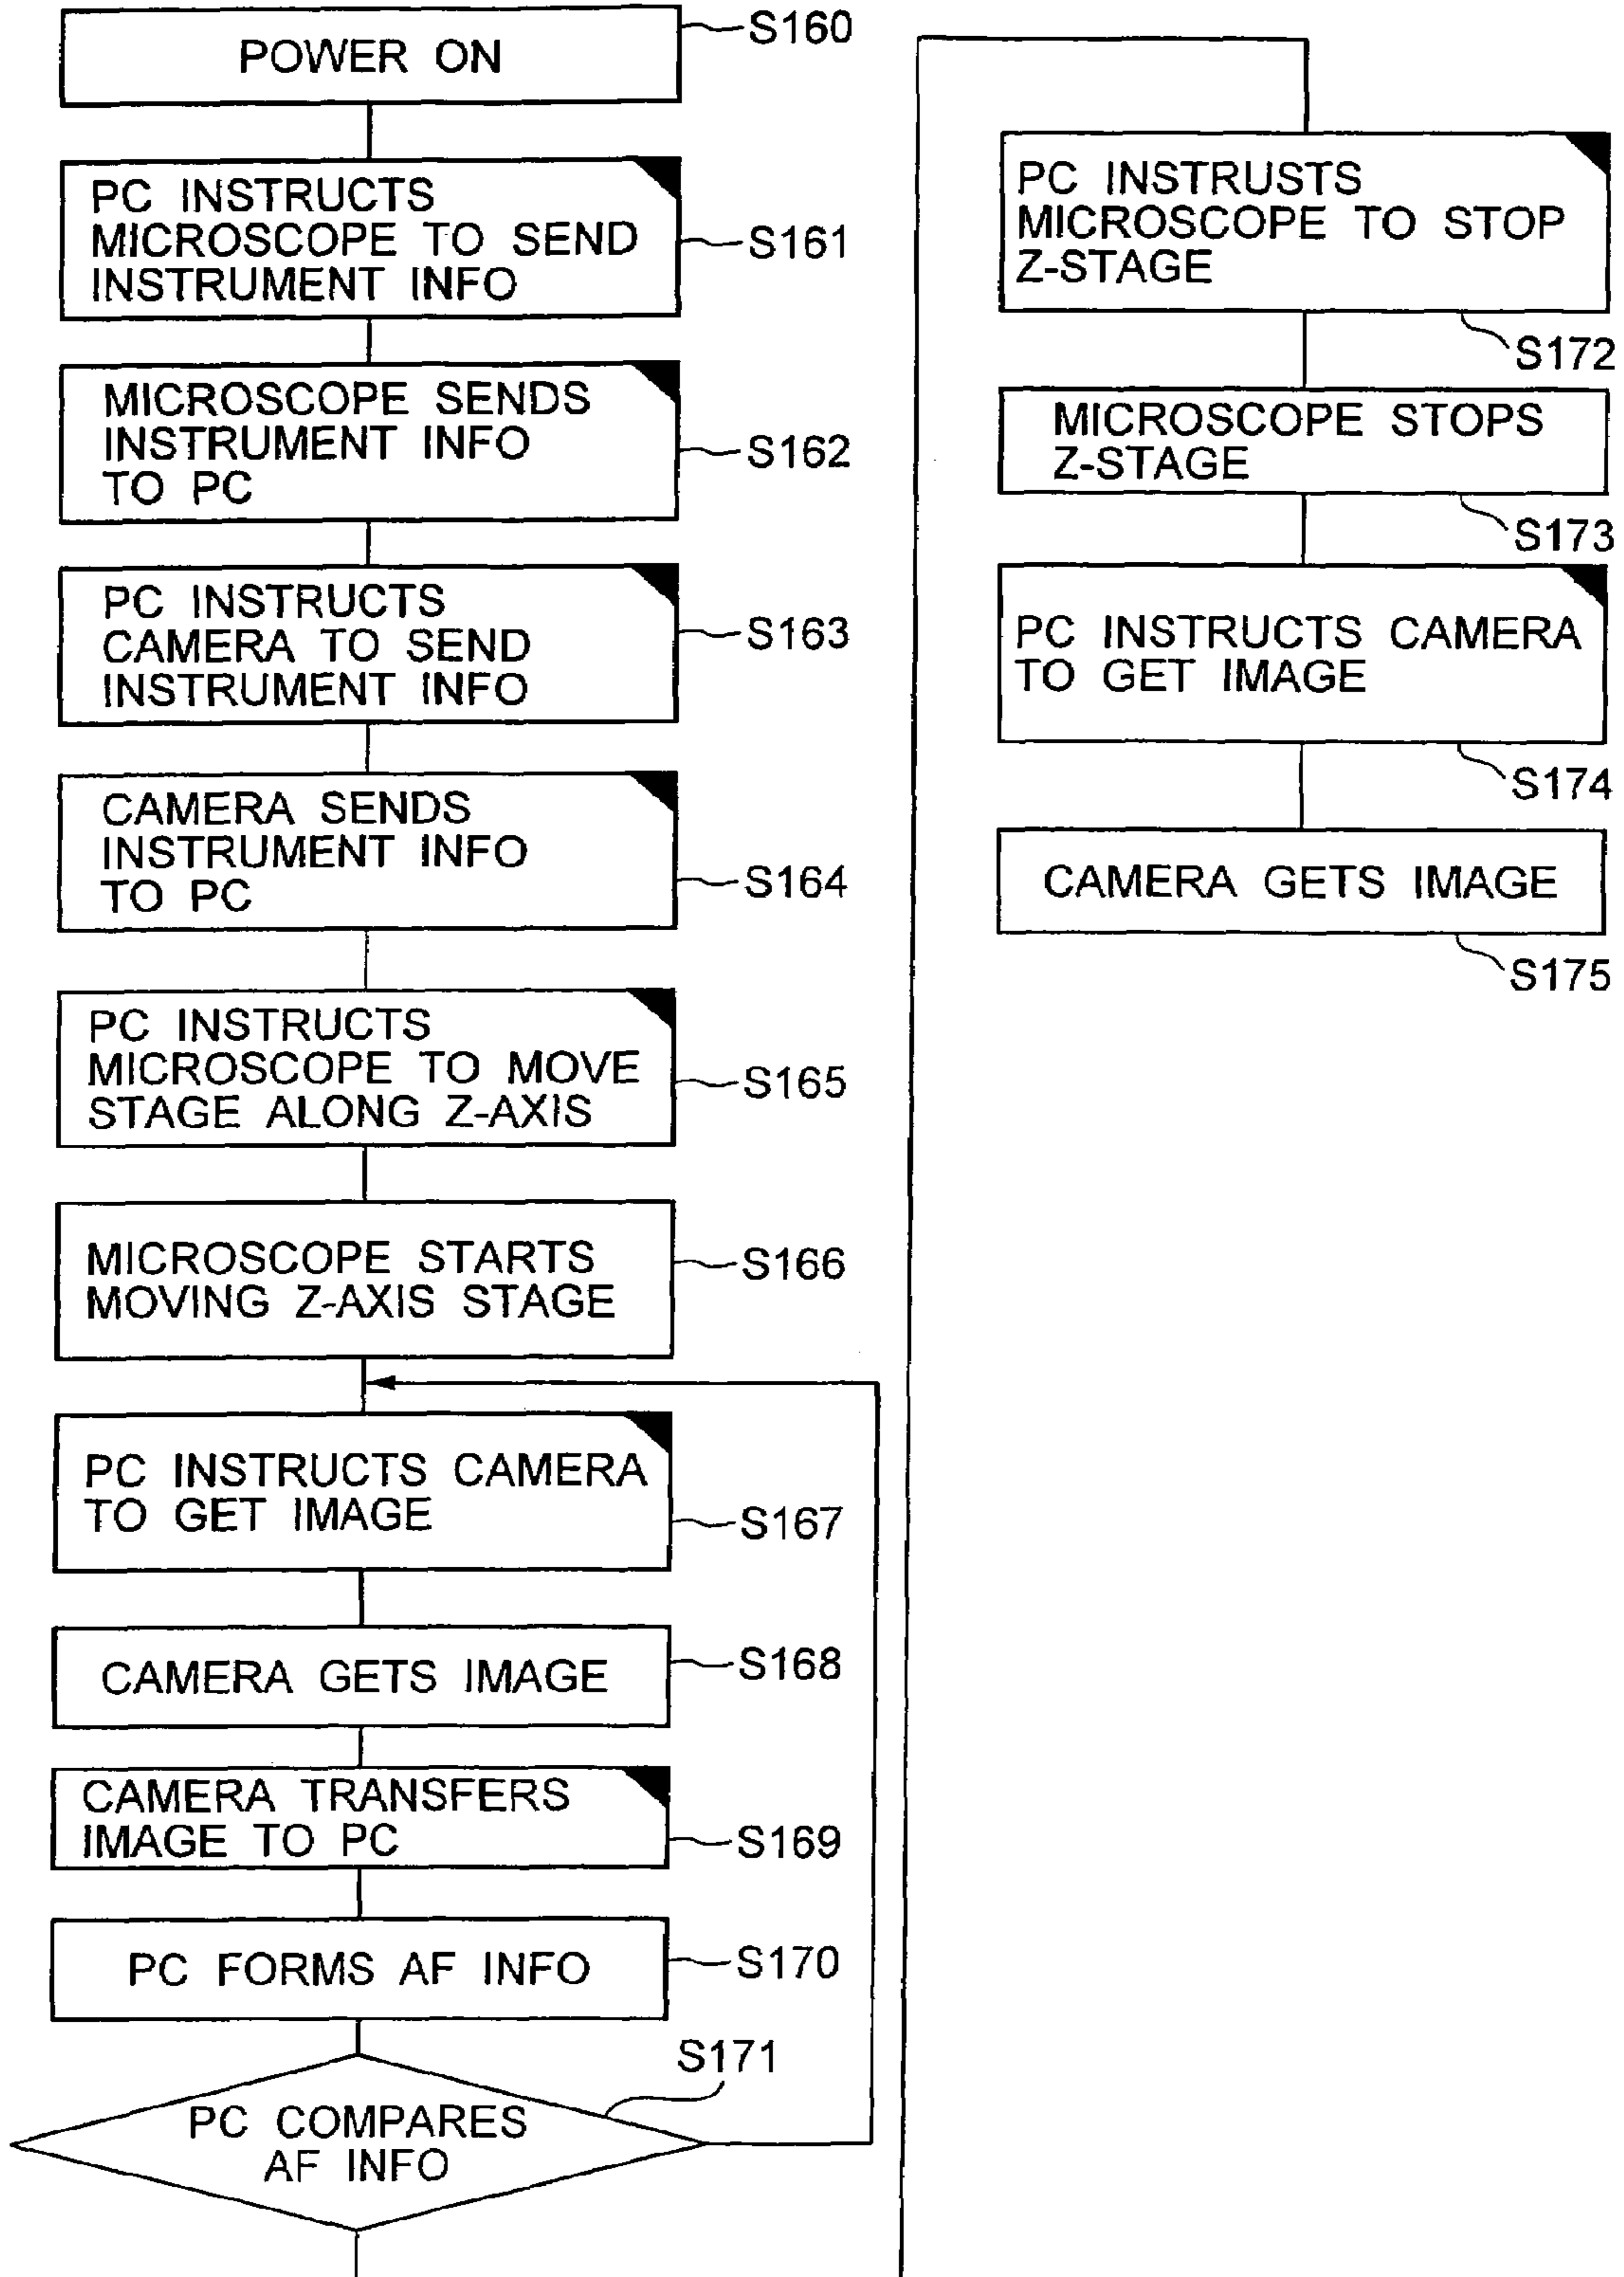 POWER ON
S160
PC INSTRUCTS
MICROSCOPE TO SEND
INSTRUMENT INFO
S161
MICROSCOPE SENDS
INSTRUMENT INFO
TO PC
S162
PC INSTRUCTS
CAMERA TO SEND
INSTRUMENT INFO
S163
CAMERA SENDS
INSTRUMENT INFO
TO PC
S164
PC INSTRUCTS
MICROSCOPE TO MOVE
STAGE ALONG Z-AXIS
S165
MICROSCOPE STARTS
MOVING Z-AXIS STAGE
S166
PC INSTRUCTS CAMERA
TO GET IMAGE
S167
CAMERA GETS IMAGE
S168
CAMERA TRANSFERS
IMAGE TO PC
S169
PC FORMS AF INFO
S170
S171
PC COMPARES
AF INFO
PC INSTRUSTS
MICROSCOPE TO STOP
Z-STAGE
S172
MICROSCOPE STOPS
Z-STAGE
S173
PC INSTRUCTS CAMERA
TO GET IMAGE
S174
CAMERA GETS IMAGE
S175